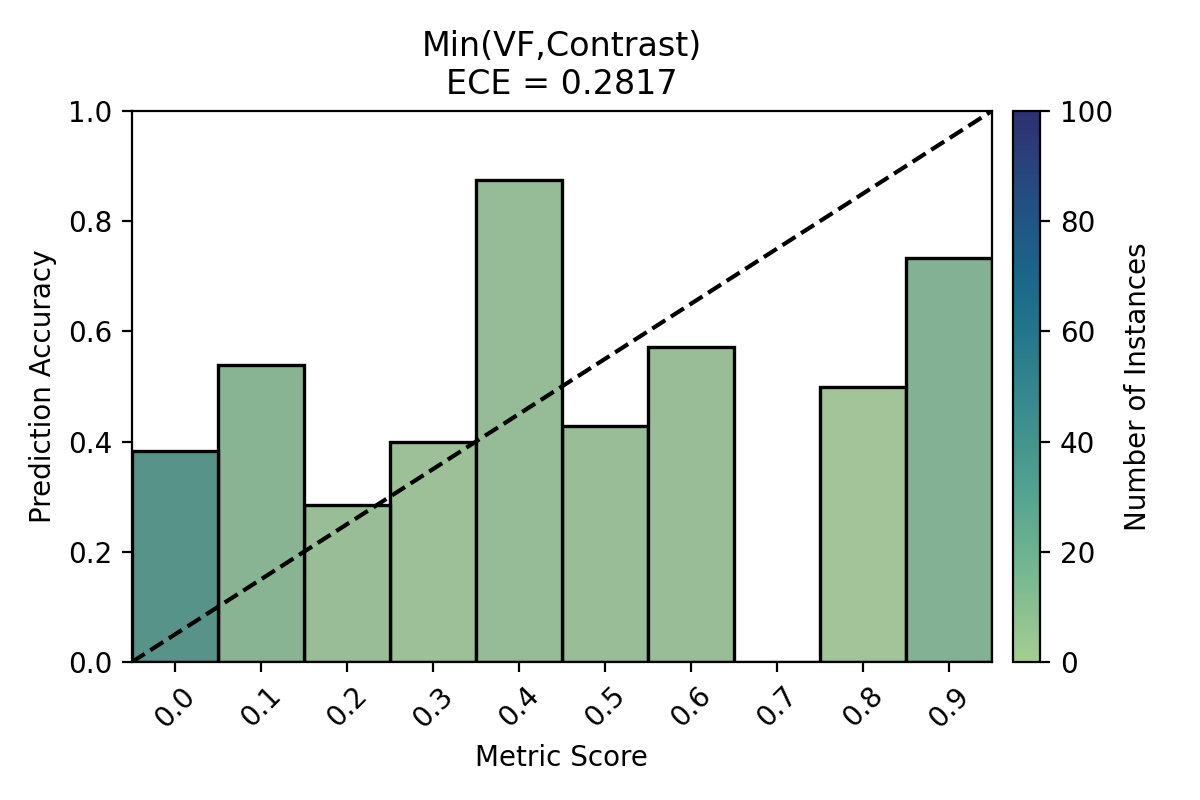 Min(VF,Contrast)
ECE = 0.2817
Prediction Accuracy
1.0
0.8
0.6
0.4
0.2
0.0
0.0 0.1 0.2 0.3 0.4 0.5 0.6 0.7 0.8 0.9
Metric Score
100
80
60
40
20
0
Number of Instances